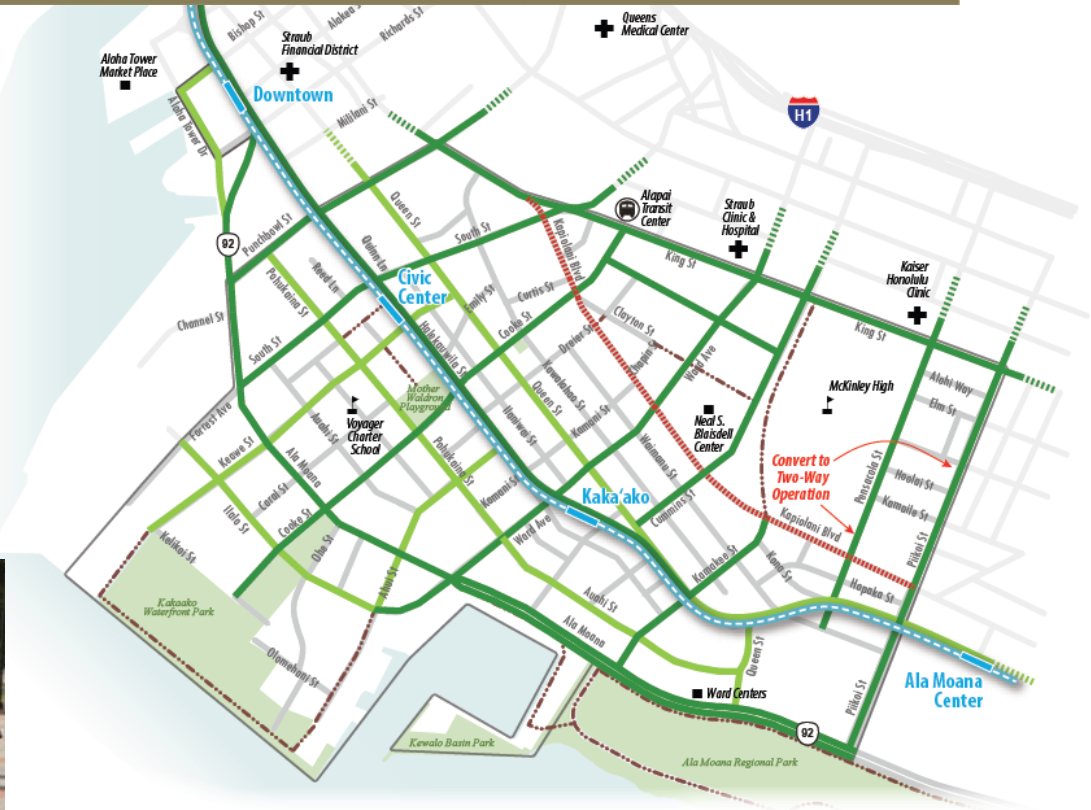 Bishop St
Alakea St
Richards St
Queens
Medical Center
Straub
Financial District
Aloha Tower
Market Place
Downtown
H1
Aloha Tower Dr
Mililani St
Alapai
Transit
Center
Straub
Clinic &
Hospital
Queen St
Punchbowl St
92
South St
Kapiolani Blvd
King St
Kaiser
Honolulu
Clinic
Quinn Ln
Reed Ln
Civic
Center
Pohukaina St
Emily St
Curtis St
Channel St
Cooke St
Clayton St
Dreier St
Halekauwila St
King St
South St
Chapin St
Ward Ave
Kawaiahao St
Alohi Way
McKinley High
Elm St
Mother
Waldron
Playground
Queen St
Voyager
Charter
School
Forrest Ave
Auahi St
Ilaniwai St
Kamani St
Neal S.
Blaisdell
Center
Keawe St
Ala Moana
Pohukaina St
Waimanu St
Convert to
Two-Way
Operation
Pensacola St
Hoolai St
Coral St
Kamani St
Kamaile St
Ilalo St
Cooke St
Kaka'ako
Cummins St
Kapiolani Blvd
Ward Ave
Ohe St
Piikoi St
Kelikoi St
Kamakee St
Kona St
Ahui St
Hopaka St
Kakaako
Waterfront Park
Auahi St
Ala Moana
Queen St
Olomehani St
Ala Moana
Center
Ward Centers
Piikoi St
92
Kewalo Basin Park
Ala Moana Regional Park